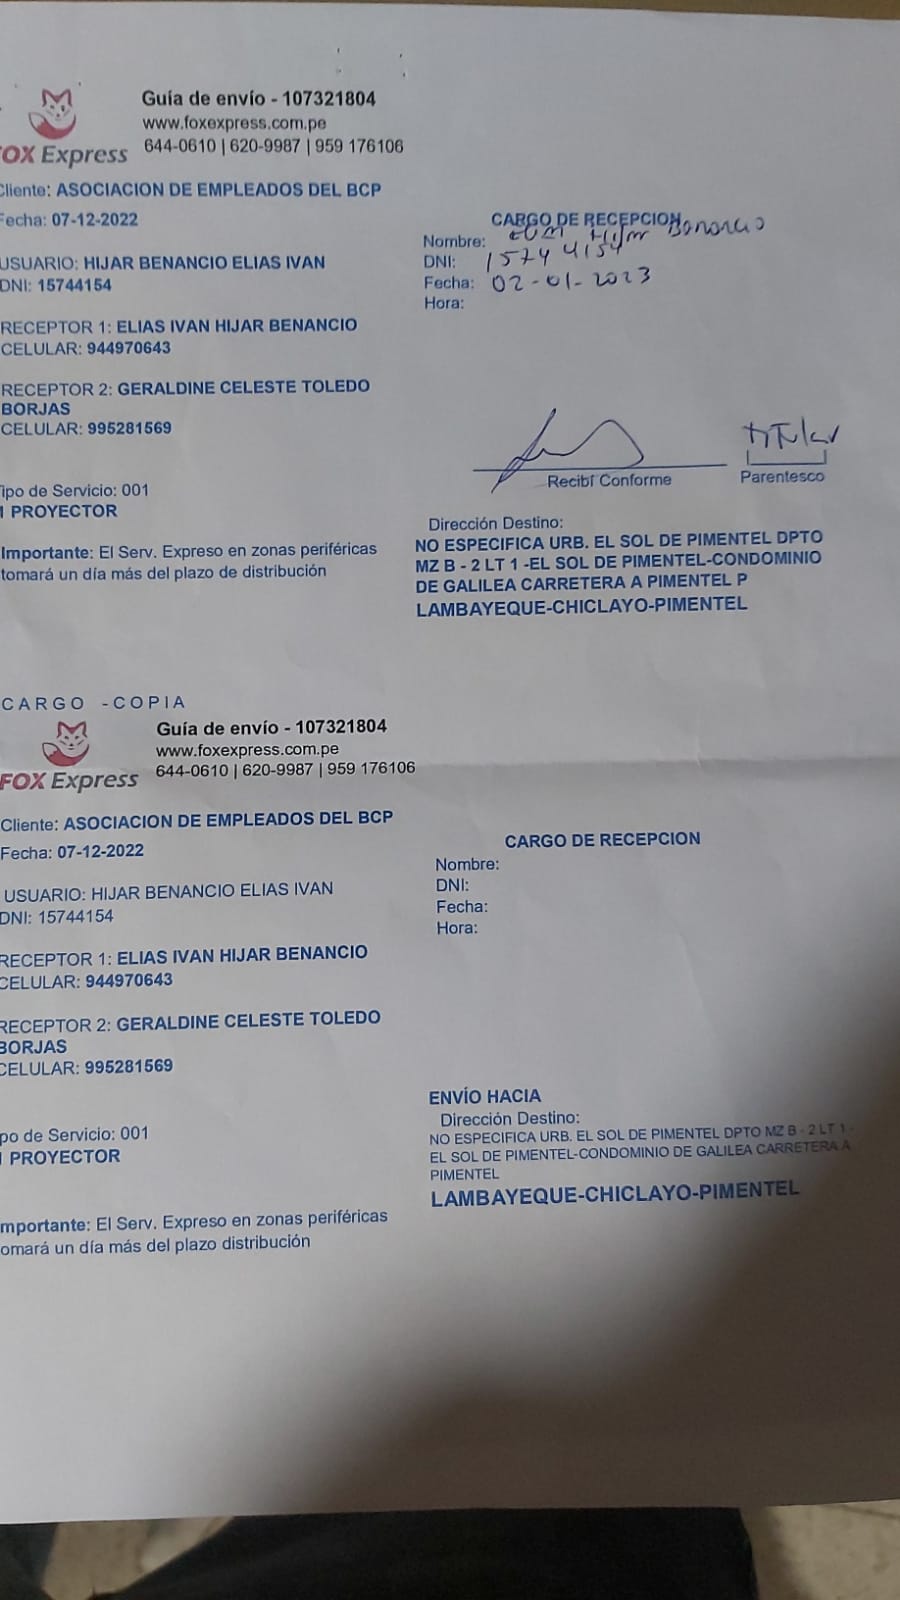 Guía de envío - 107321804
www.foxexpress.com.pe
644-0610 | 620-9987 | 959 176106
OX Express
Cliente: ASOCIACION DE EMPLEADOS DEL BCP
Fecha: 07-12-2022
USUARIO: HIJAR BENANCIO ELIAS IVAN
DNI: 15744154
RECEPTOR 1: ELIAS IVAN HIJAR BENANCIO
CELULAR: 944970643
RECEPTOR 2: GERALDINE CELESTE TOLEDO
BORJAS
CELULAR: 995281569
ipo de Servicio: 001
1 PROYECTOR
Importante: El Serv. Expreso en zonas periféricas
tomará un día más del plazo de distribución
CARGO DE RECEPCION
Nombre: Benancio
DNI: 15744154
Fecha: 02-01-2023
Hora:
Recibí Conforme
titular
Parentesco
Dirección Destino:
NO ESPECIFICA URB. EL SOL DE PIMENTEL DPTO
MZ B - 2 LT 1 -EL SOL DE PIMENTEL-CONDOMINIO
DE GALILEA CARRETERA A PIMENTEL P
LAMBAYEQUE-CHICLAYO-PIMENTEL
CARGO -COPIA
Guía de envío - 107321804
www.foxexpress.com.pe
644-0610 | 620-9987 | 959 176106
FOX Express
Cliente: ASOCIACION DE EMPLEADOS DEL BCP
Fecha: 07-12-2022
USUARIO: HIJAR BENANCIO ELIAS IVAN
DNI: 15744154
RECEPTOR 1: ELIAS IVAN HIJAR BENANCIO
CELULAR: 944970643
RECEPTOR 2: GERALDINE CELESTE TOLEDO
BORJAS
CELULAR: 995281569
po de Servicio: 001
1 PROYECTOR
mportante: El Serv. Expreso en zonas periféricas
omará un día más del plazo distribución
CARGO DE RECEPCION
Nombre:
DNI:
Fecha:
Hora:
ENVÍO HACIA
Dirección Destino:
NO ESPECIFICA URB. EL SOL DE PIMENTEL DPTO MZ B - 2 LT 1 -
EL SOL DE PIMENTEL-CONDOMINIO DE GALILEA CARRETERA A
PIMENTEL
LAMBAYEQUE-CHICLAYO-PIMENTEL